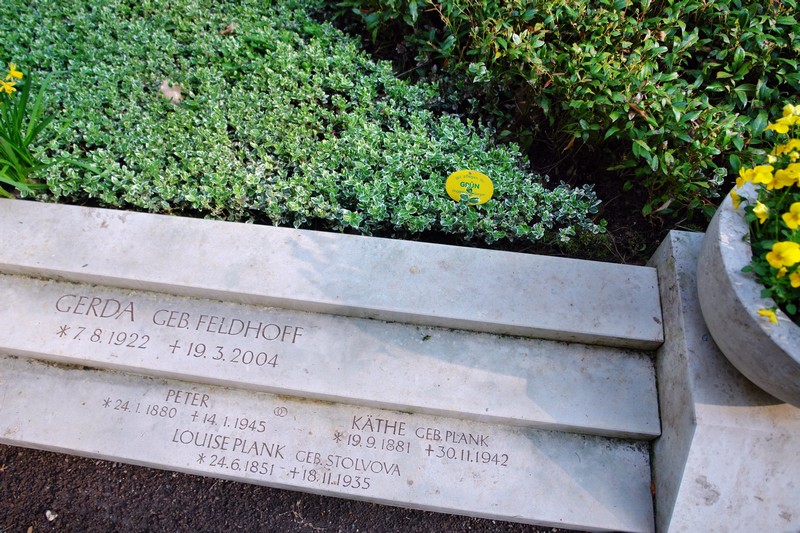 GRÜN
GERDA GEB. FELDHOFF
*7.8.1922 +19.3.2004
PETER
*24.1.1880 +14.1.1945
KÄTHE GEB. PLANK
*19.9.1881 +30.11.1942
LOUISE PLANK GEB. STOLVOVA
*24.6.1851 +18.11.1935